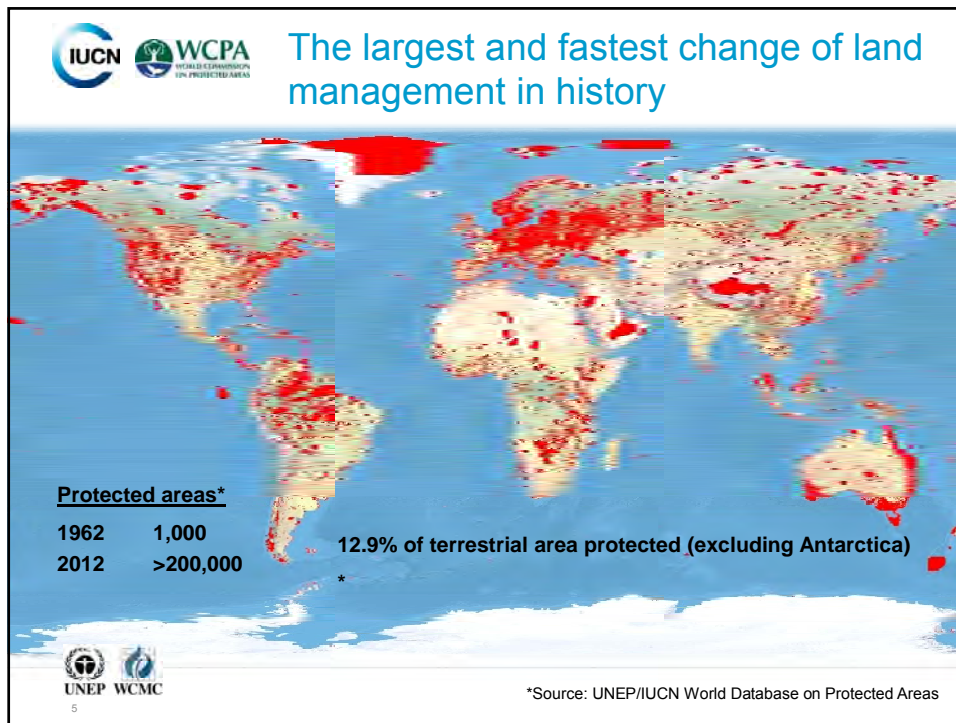 IUCN
WCPA
WORLD COMMISSION
ON PROTECTED AREAS
The largest and fastest change of land
management in history
Protected areas*
1962 1,000
2012 >200,000
12.9% of terrestrial area protected (excluding Antarctica)
*
UNEP WCMC
*Source: UNEP/IUCN World Database on Protected Areas
5